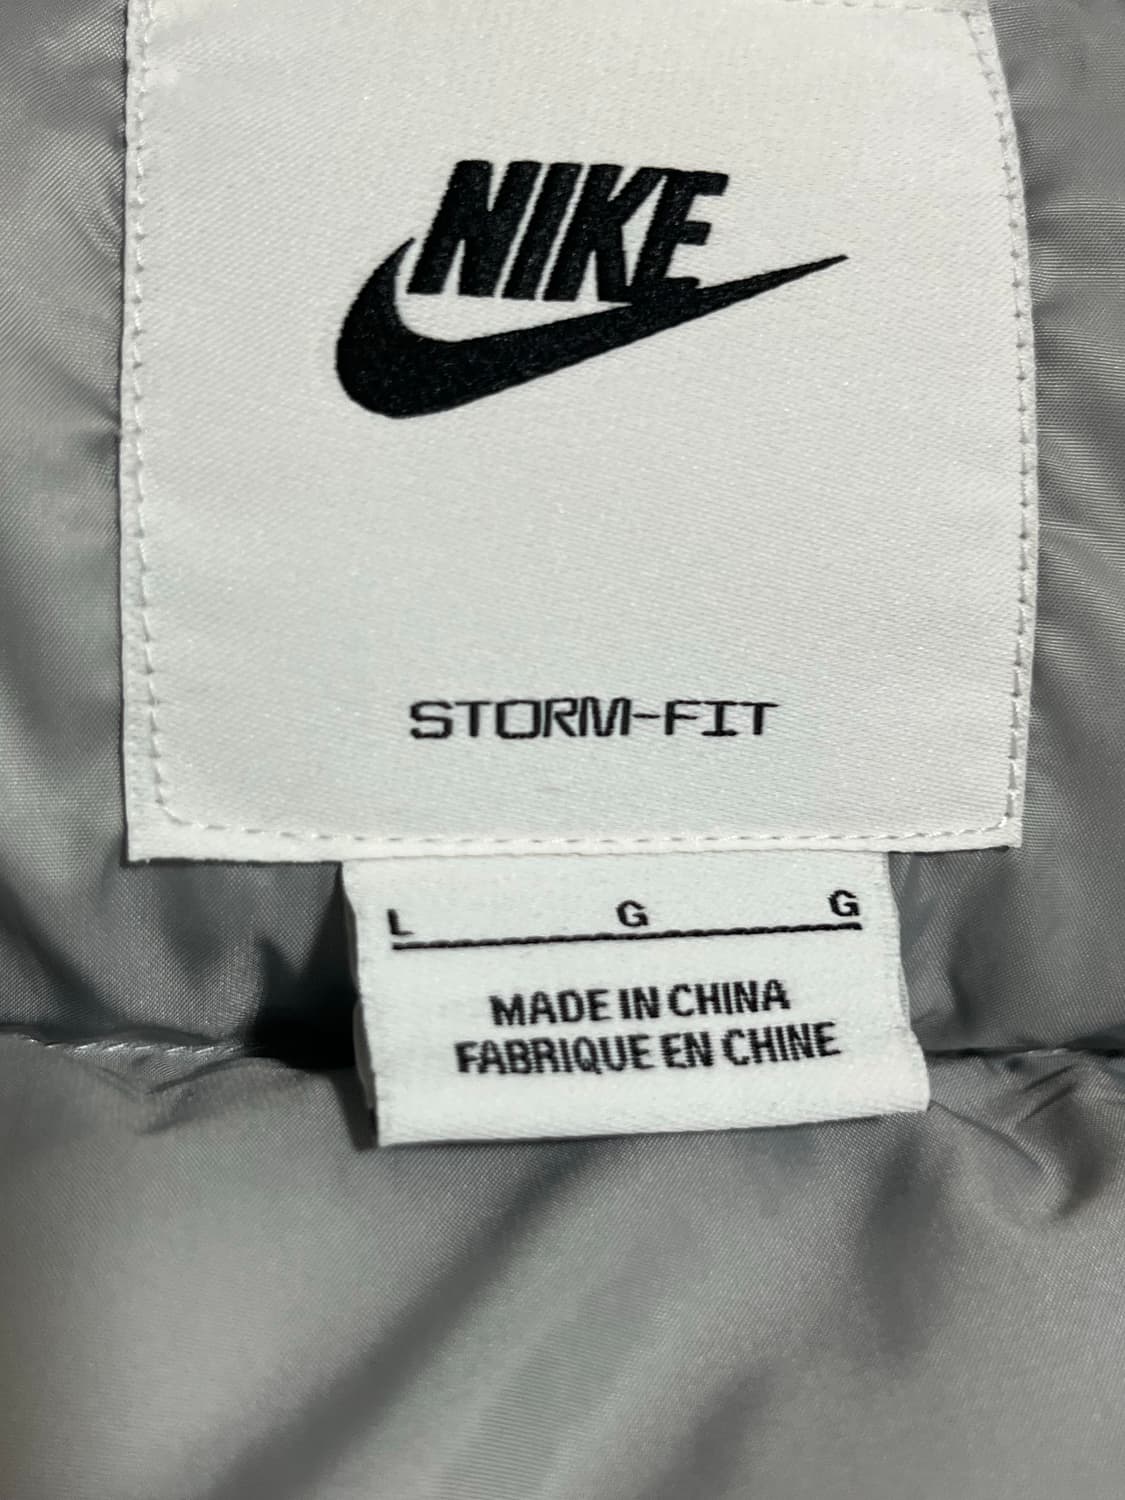 NIKE
STORM-FIT
L G G
MADE IN CHINA
FABRIQUE EN CHINE